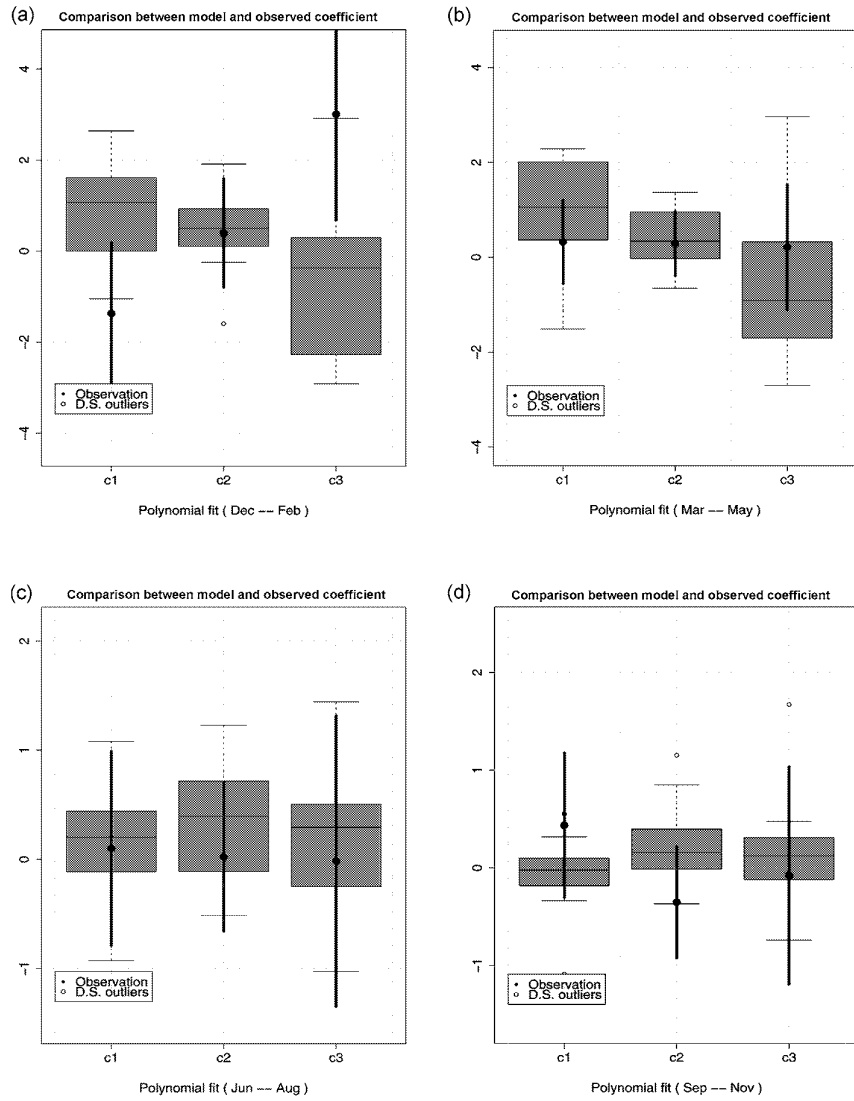 (a)
Comparison between model and observed coefficient
4
2
0
−2
−4
Observation
D.S. outliers
c1 c2 c3
Polynomial fit ( Dec −− Feb )
(b)
Comparison between model and observed coefficient
4
2
0
−2
−4
Observation
D.S. outliers
c1 c2 c3
Polynomial fit ( Mar −− May )
(c)
Comparison between model and observed coefficient
2
1
0
−1
Observation
D.S. outliers
c1 c2 c3
Polynomial fit ( Jun −− Aug )
(d)
Comparison between model and observed coefficient
2
1
0
−1
Observation
D.S. outliers
c1 c2 c3
Polynomial fit ( Sep −− Nov )